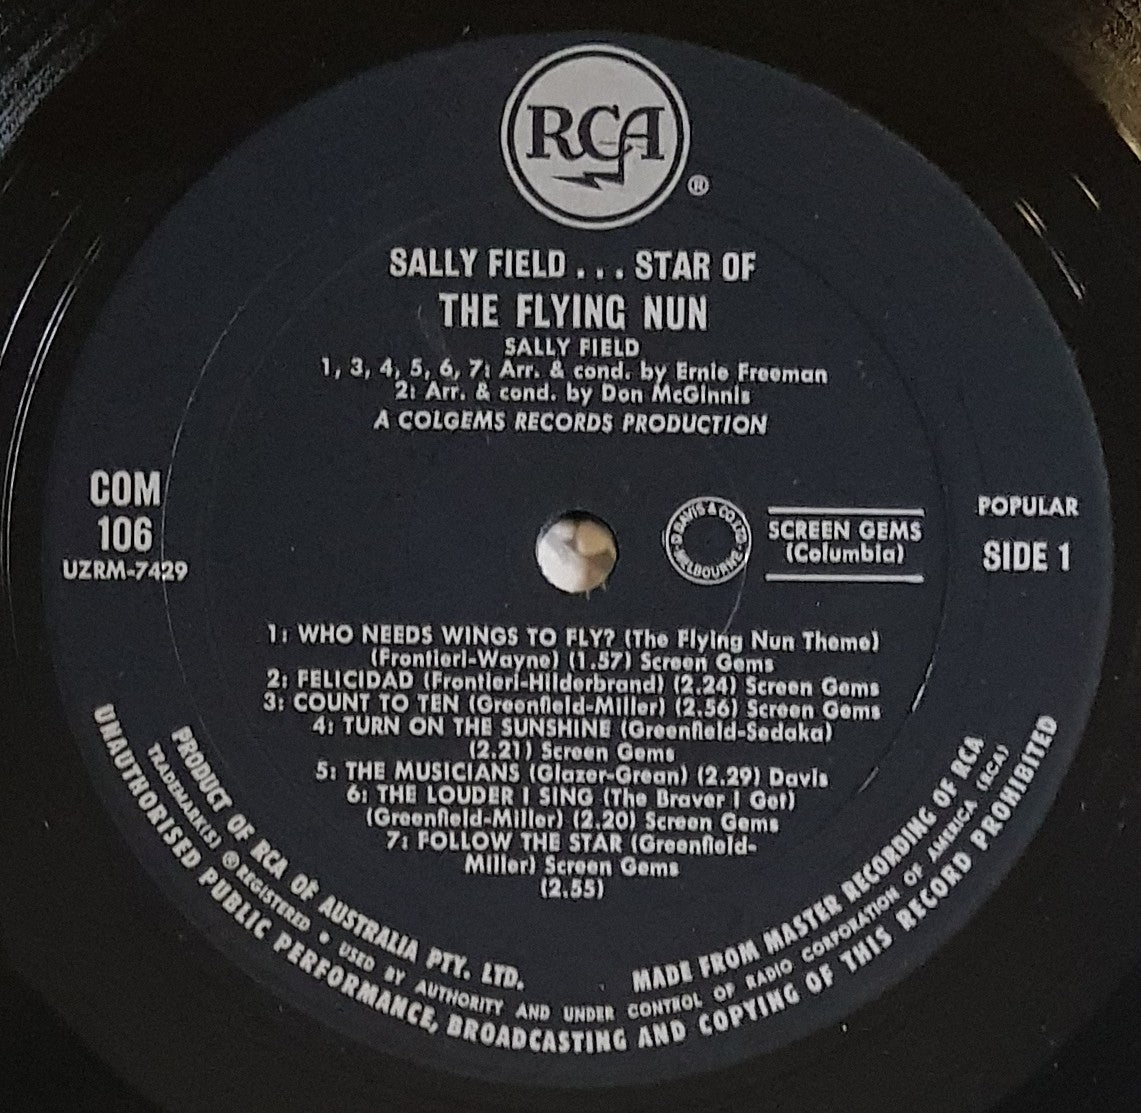 RCA
®
SALLY FIELD . . . STAR OF
THE FLYING NUN
SALLY FIELD
1, 3, 4, 5, 6, 7: Arr. & cond. by Ernie Freeman
2: Arr. & cond. by Don McGinnis
A COLGEMS RECORDS PRODUCTION
COM
106
UZRM-7429
D. DAVIS & CO. PTY. LTD.
MELBOURNE
SCREEN GEMS
(Columbia)
POPULAR
SIDE 1
1: WHO NEEDS WINGS TO FLY? (The Flying Nun Theme)
(Frontieri-Wayne) (1.57) Screen Gems
2: FELICIDAD (Frontieri-Hilderbrand) (2.24) Screen Gems
3: COUNT TO TEN (Greenfield-Miller) (2.56) Screen Gems
4: TURN ON THE SUNSHINE (Greenfield-Sedaka)
(2.21) Screen Gems
5: THE MUSICIANS (Glazer-Grean) (2.29) Davis
6: THE LOUDER I SING (The Braver I Get)
(Greenfield-Miller) (2.20) Screen Gems
7: FOLLOW THE STAR (Greenfield-
Miller) Screen Gems
(2.55)
PRODUCT OF RCA OF AUSTRALIA PTY. LTD. MADE FROM MASTER RECORDING OF RCA
TRADEMARK(S) ® REGISTERED • USED BY AUTHORITY AND UNDER CONTROL OF RADIO CORPORATION OF AMERICA (RCA)
UNAUTHORISED PUBLIC PERFORMANCE, BROADCASTING AND COPYING OF THIS RECORD PROHIBITED